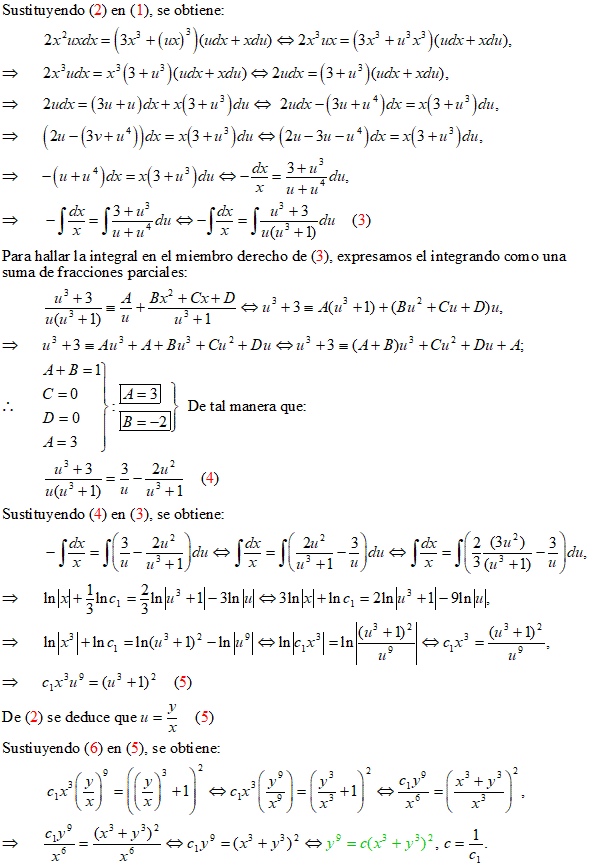 Sustituyendo (2) en (1), se obtiene:
2x²uxdx = (3x³ + (ux)³)(udx + xdu) ⇔ 2x³ux = (3x³ + u³x³)(udx + xdu),
⇒ 2x³udx = x³(3 + u³)(udx + xdu) ⇔ 2udx = (3 + u³)(udx + xdu),
⇒ 2udx = (3u + u)dx + x(3 + u³)du ⇔ 2udx − (3u + u⁴)dx = x(3 + u³)du,
⇒ (2u − (3v + u⁴))dx = x(3 + u³)du ⇔ (2u − 3u − u⁴)dx = x(3 + u³)du,
⇒ −(u + u⁴)dx = x(3 + u³)du ⇔ −dx/x = (3 + u³)/(u + u⁴) du,
⇒ −∫dx/x = ∫(3 + u³)/(u + u⁴) du ⇔ −∫dx/x = ∫(u³ + 3)/(u(u³ + 1)) du (3)
Para hallar la integral en el miembro derecho de (3), expresamos el integrando como una
suma de fracciones parciales:
(u³ + 3)/(u(u³ + 1)) ≡ A/u + (Bx² + Cx + D)/(u³ + 1) ⇔ u³ + 3 ≡ A(u³ + 1) + (Bu² + Cu + D)u,
⇒ u³ + 3 ≡ Au³ + A + Bu³ + Cu² + Du ⇔ u³ + 3 ≡ (A + B)u³ + Cu² + Du + A;
A + B = 1
C = 0
D = 0
A = 3
∴ } : A = 3
B = −2 } De tal manera que:
(u³ + 3)/(u(u³ + 1)) = 3/u − 2u²/(u³ + 1) (4)
Sustituyendo (4) en (3), se obtiene:
−∫dx/x = ∫(3/u − 2u²/(u³ + 1))du ⇔ ∫dx/x = ∫(2u²/(u³ + 1) − 3/u)du ⇔ ∫dx/x = ∫(2/3 (3u²)/(u³ + 1) − 3/u)du,
⇒ ln|x| + 1/3 ln c₁ = 2/3 ln|u³ + 1| − 3ln|u| ⇔ 3ln|x| + ln c₁ = 2ln|u³ + 1| − 9ln|u|,
⇒ ln|x³| + ln c₁ = ln(u³ + 1)² − ln|u⁹| ⇔ ln|c₁x³| = ln|(u³ + 1)²/u⁹| ⇔ c₁x³ = (u³ + 1)²/u⁹,
⇒ c₁x³u⁹ = (u³ + 1)² (5)
De (2) se deduce que u = y/x (5)
Sustiuyendo (6) en (5), se obtiene:
c₁x³(y/x)⁹ = ((y/x)³ + 1)² ⇔ c₁x³(y⁹/x⁹) = (y³/x³ + 1)² ⇔ c₁y⁹/x⁶ = ((x³ + y³)/x³)²,
⇒ c₁y⁹/x⁶ = (x³ + y³)²/x⁶ ⇔ c₁y⁹ = (x³ + y³)² ⇔ y⁹ = c(x³ + y³)², c = 1/c₁.